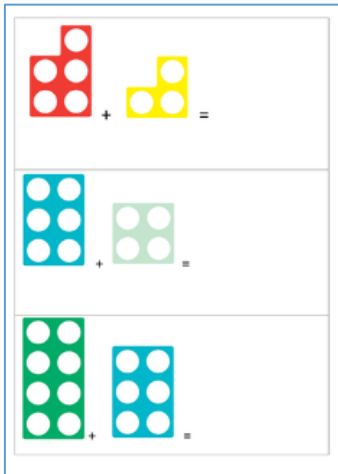 + =
+ =
+ =